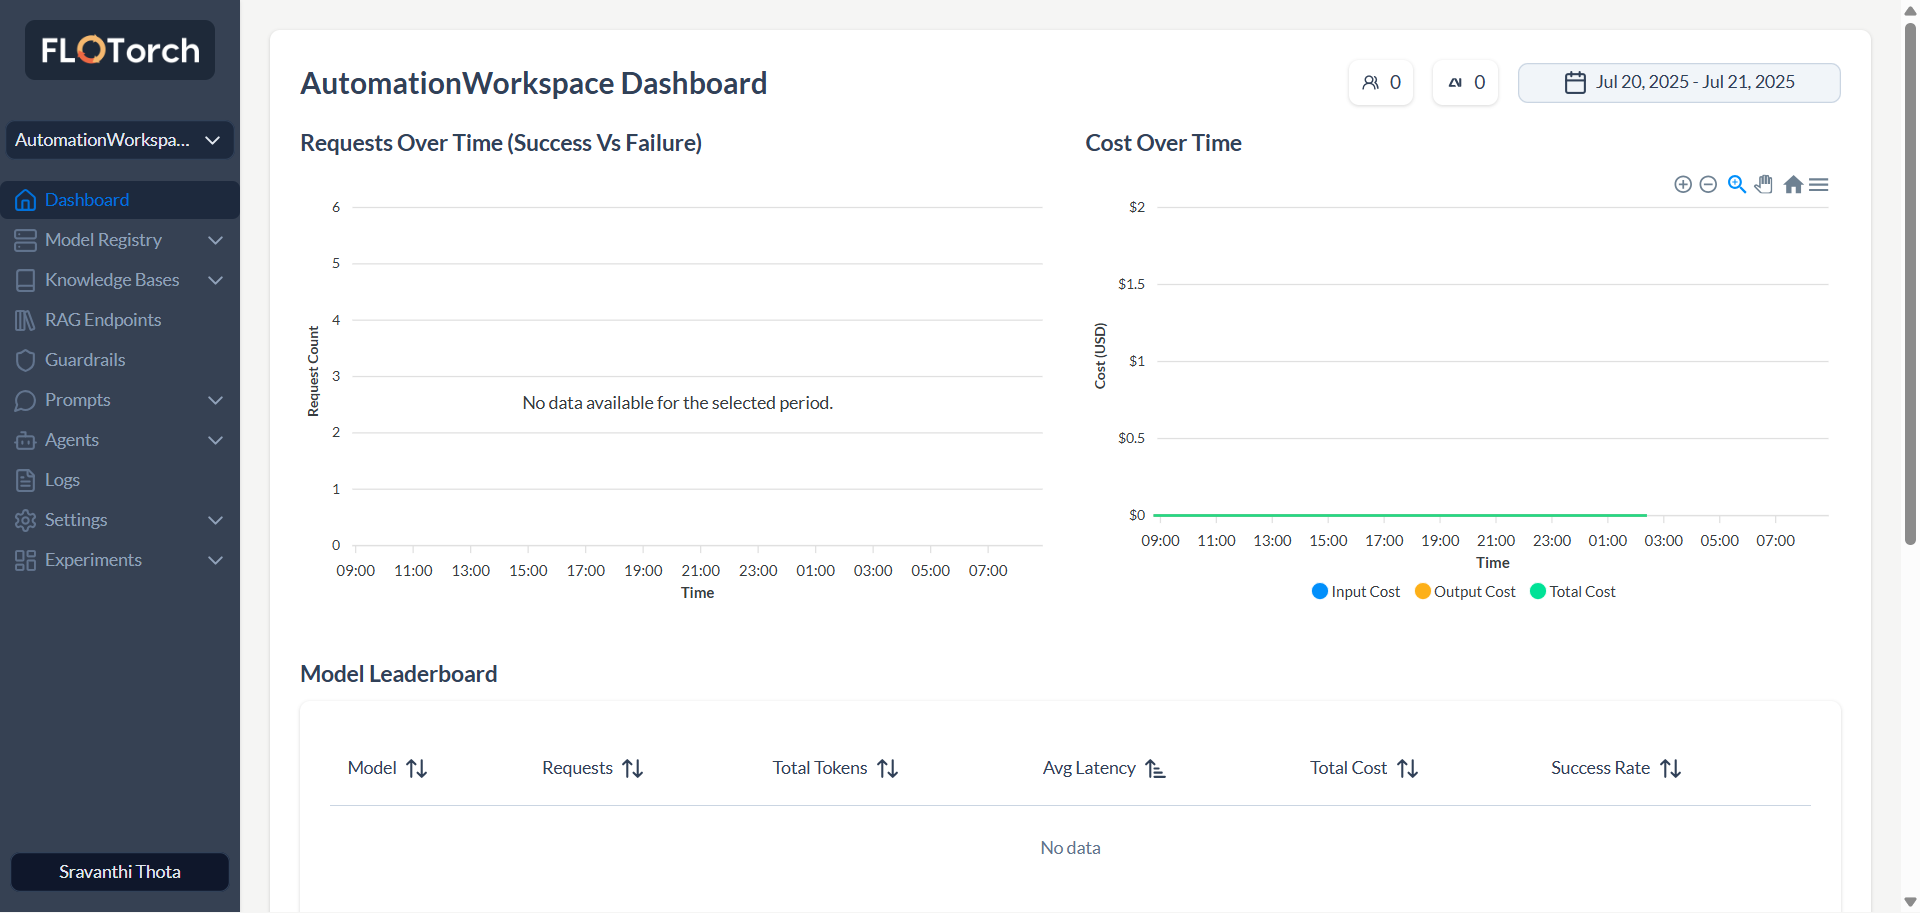 FLOTorch
AutomationWorkspa...
Dashboard
Model Registry
Knowledge Bases
RAG Endpoints
Guardrails
Prompts
Agents
Logs
Settings
Experiments
Sravanthi Thota
AutomationWorkspace Dashboard
0
0
Jul 20, 2025 - Jul 21, 2025
Requests Over Time (Success Vs Failure)
6
5
4
3
2
1
0
Request Count
No data available for the selected period.
09:00 11:00 13:00 15:00 17:00 19:00 21:00 23:00 01:00 03:00 05:00 07:00
Time
Cost Over Time
$2
$1.5
$1
$0.5
$0
Cost (USD)
09:00 11:00 13:00 15:00 17:00 19:00 21:00 23:00 01:00 03:00 05:00 07:00
Time
Input Cost Output Cost Total Cost
Model Leaderboard
Model Requests Total Tokens Avg Latency Total Cost Success Rate
No data